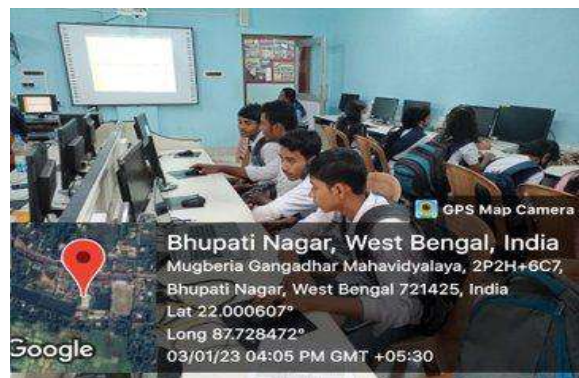 GPS Map Camera
Bhupati Nagar, West Bengal, India
Mugberia Gangadhar Mahavidyalaya, 2P2H+6C7,
Bhupati Nagar, West Bengal 721425, India
Lat 22.000607°
Long 87.728472°
03/01/23 04:05 PM GMT +05:30
Google